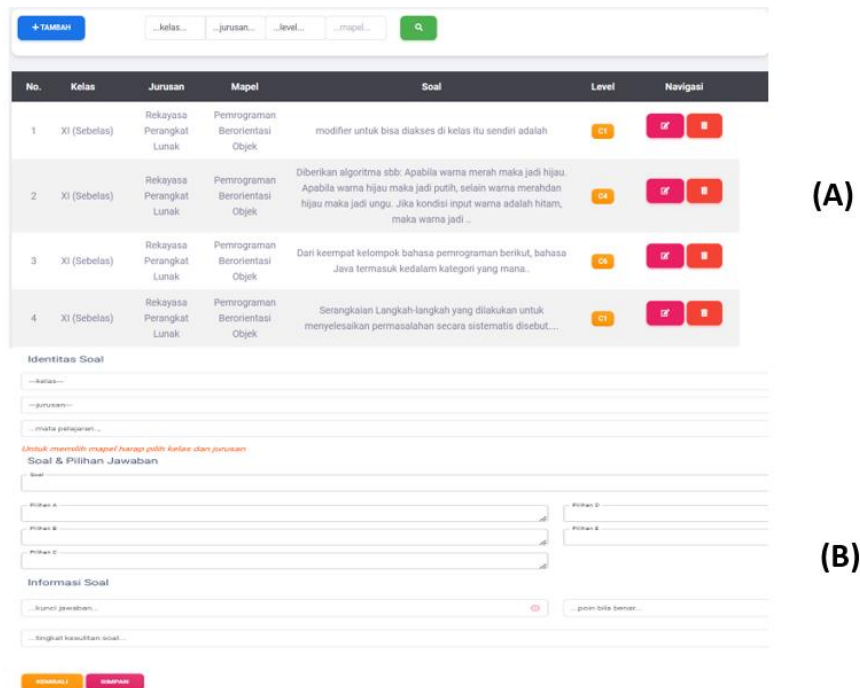 + TAMBAH ...kelas... ...jurusan... ...level... ...mapel...
No. Kelas Jurusan Mapel Soal Level Navigasi
1 XI (Sebelas) Rekayasa Perangkat Lunak Pemrograman Berorientasi Objek modifier untuk bisa diakses di kelas itu sendiri adalah C1
2 XI (Sebelas) Rekayasa Perangkat Lunak Pemrograman Berorientasi Objek Diberikan algoritma sbb: Apabila warna merah maka jadi hijau.
Apabila warna hijau maka jadi putih, selain warna merahdan
hijau maka jadi ungu. Jika kondisi input warna adalah hitam,
maka warna jadi ..
(A)
3 XI (Sebelas) Rekayasa Perangkat Lunak Pemrograman Berorientasi Objek Dari keempat kelompok bahasa pemrograman berikut, bahasa
Java termasuk kedalam kategori yang mana.. C6
4 XI (Sebelas) Rekayasa Perangkat Lunak Pemrograman Berorientasi Objek Serangkaian Langkah-langkah yang dilakukan untuk
menyelesaikan permasalahan secara sistematis disebut.... C1
Identitas Soal
---kelas---
---jurusan---
...mata pelajaran...
Untuk memilih mapel harap pilih kelas dan jurusan
Soal & Pilihan Jawaban
Soal
Pilihan A Pilihan D
Pilihan B Pilihan E
Pilihan C
(B)
Informasi Soal
...kunci jawaban... ...poin bila benar...
...tingkat kesulitan soal...
KEMBALI SIMPAN